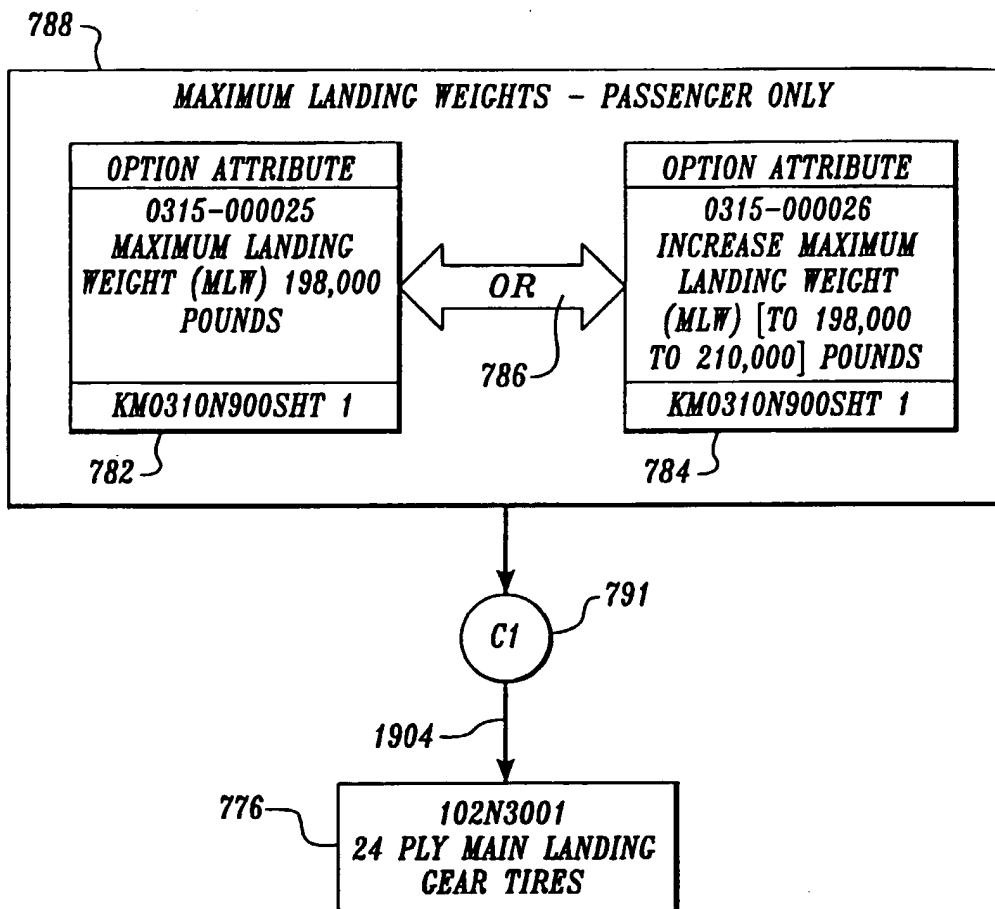 788
MAXIMUM LANDING WEIGHTS - PASSENGER ONLY
OPTION ATTRIBUTE
0315-000025
MAXIMUM LANDING
WEIGHT (MLW) 198,000
POUNDS
KM0310N900SHT 1
782
OR
786
OPTION ATTRIBUTE
0315-000026
INCREASE MAXIMUM
LANDING WEIGHT
(MLW) [TO 198,000
TO 210,000] POUNDS
KM0310N900SHT 1
784
C1
791
1904
776
102N3001
24 PLY MAIN LANDING
GEAR TIRES